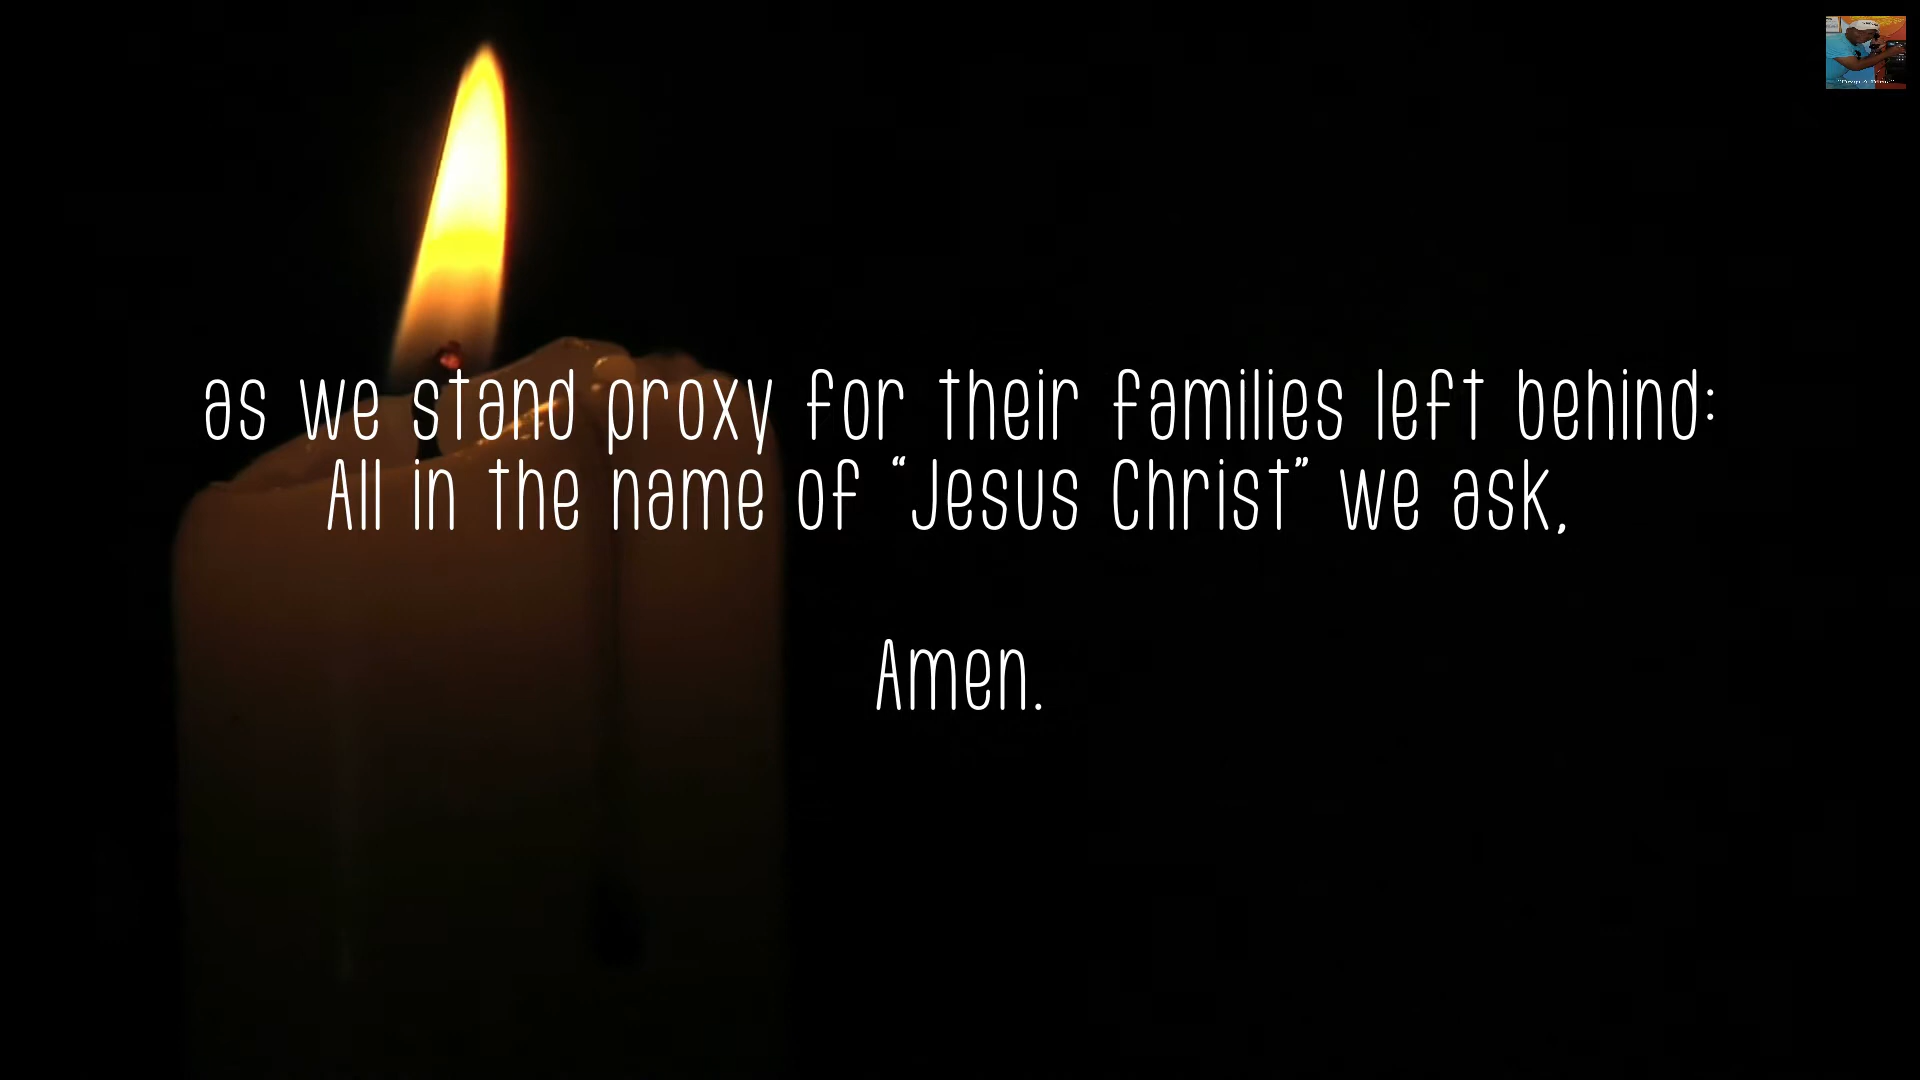 as we stand proxy for their families left behind:
All in the name of “Jesus Christ” we ask,
Amen.